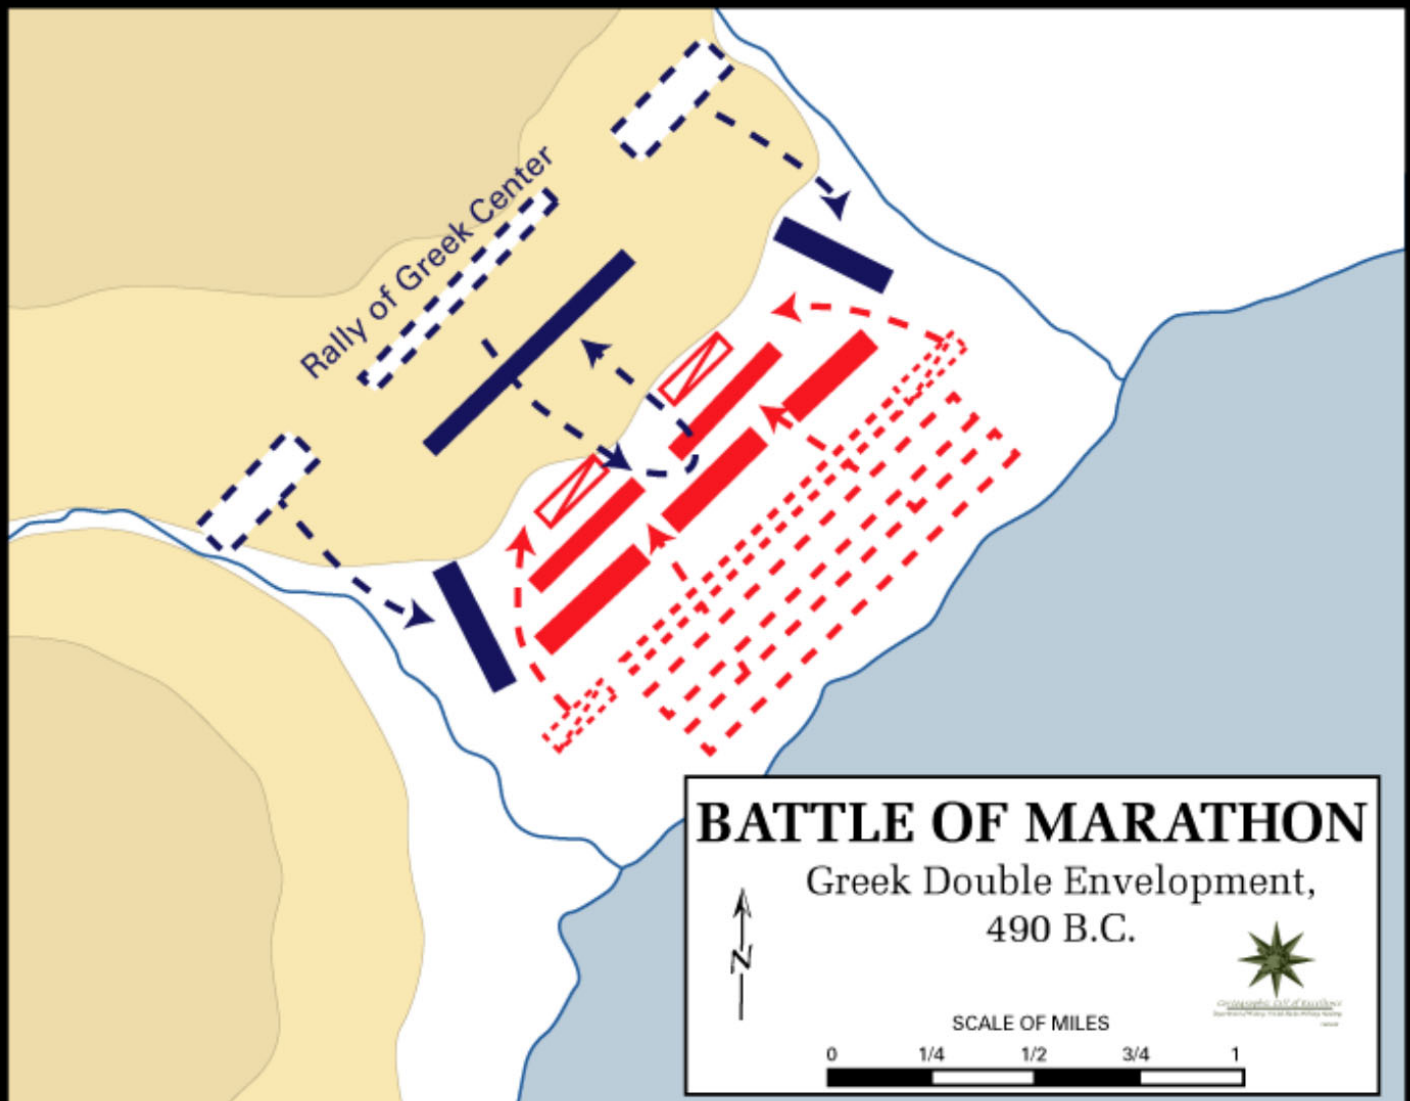 Rally of Greek Center
BATTLE OF MARATHON
Greek Double Envelopment,
490 B.C.
N
SCALE OF MILES
0 1/4 1/2 3/4 1